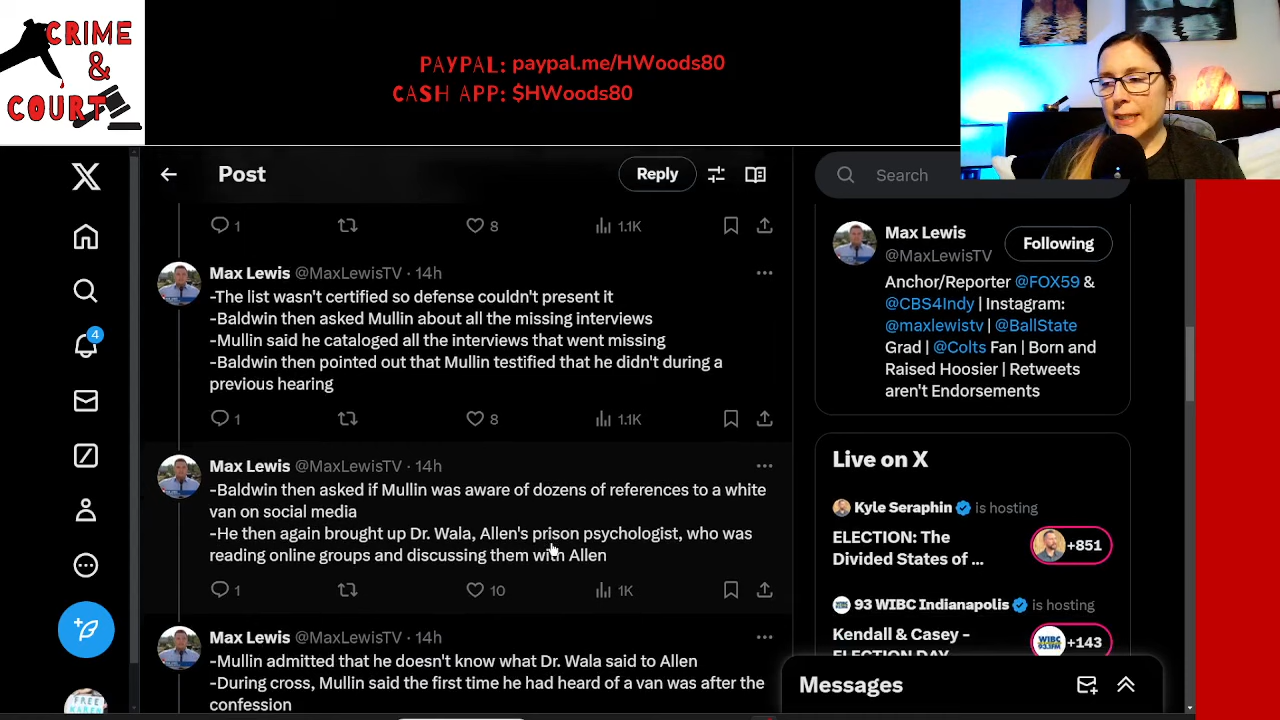 CRIME
&
COURT
PAYPAL: paypal.me/HWoods80
CASH APP: $HWoods80
Post
Reply
Search
1
8
1.1K
Max Lewis @MaxLewisTV · 14h
-The list wasn't certified so defense couldn't present it
-Baldwin then asked Mullin about all the missing interviews
-Mullin said he cataloged all the interviews that went missing
-Baldwin then pointed out that Mullin testified that he didn't during a
previous hearing
1
8
1.1K
Max Lewis @MaxLewisTV · 14h
-Baldwin then asked if Mullin was aware of dozens of references to a white
van on social media
-He then again brought up Dr. Wala, Allen's prison psychologist, who was
reading online groups and discussing them with Allen
1
10
1K
Max Lewis @MaxLewisTV · 14h
-Mullin admitted that he doesn't know what Dr. Wala said to Allen
-During cross, Mullin said the first time he had heard of a van was after the
confession
4
FREE
KAREN
Max Lewis
@MaxLewisTV
Following
Anchor/Reporter @FOX59 &
@CBS4Indy | Instagram:
@maxlewistv | @BallState
Grad | @Colts Fan | Born and
Raised Hoosier | Retweets
aren't Endorsements
Live on X
Kyle Seraphin is hosting
ELECTION: The
Divided States of ...
+851
93 WIBC Indianapolis is hosting
Kendall & Casey -
ELECTION DAY
WIBC
93.1FM
+143
Messages